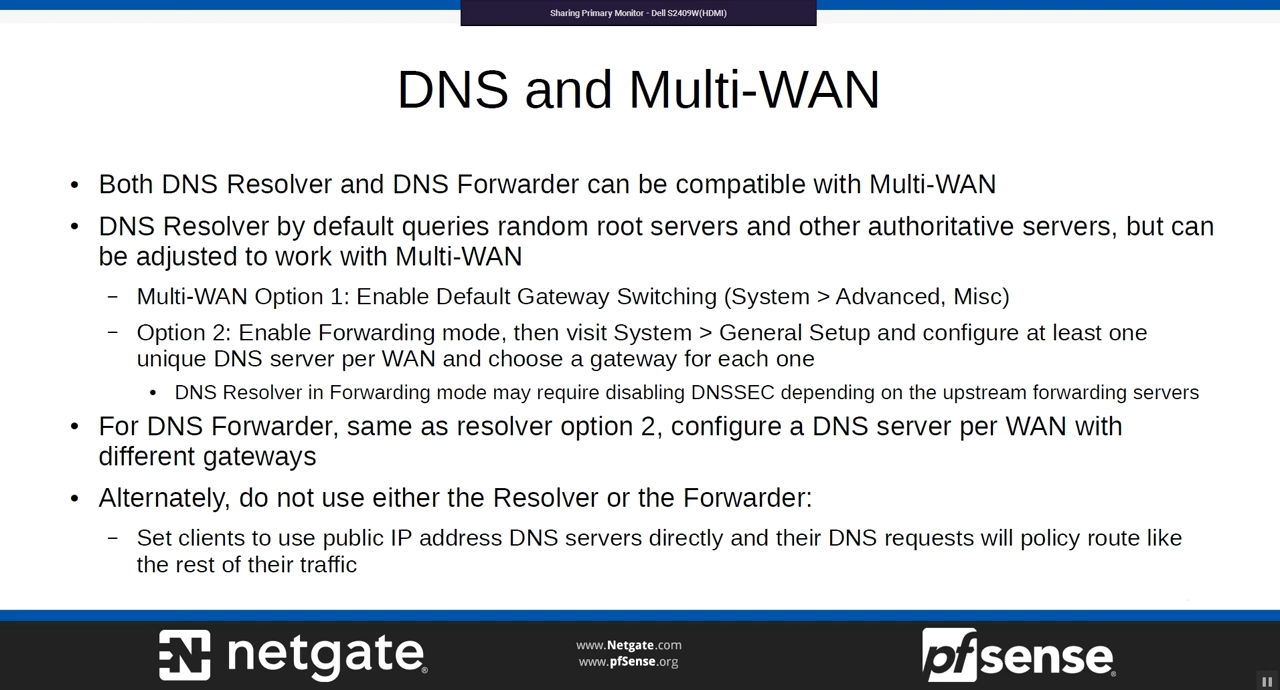 Sharing Primary Monitor - Dell S2409W(HDMI)
DNS and Multi-WAN
• Both DNS Resolver and DNS Forwarder can be compatible with Multi-WAN
• DNS Resolver by default queries random root servers and other authoritative servers, but can
be adjusted to work with Multi-WAN
– Multi-WAN Option 1: Enable Default Gateway Switching (System > Advanced, Misc)
– Option 2: Enable Forwarding mode, then visit System > General Setup and configure at least one
unique DNS server per WAN and choose a gateway for each one
• DNS Resolver in Forwarding mode may require disabling DNSSEC depending on the upstream forwarding servers
• For DNS Forwarder, same as resolver option 2, configure a DNS server per WAN with
different gateways
• Alternately, do not use either the Resolver or the Forwarder:
– Set clients to use public IP address DNS servers directly and their DNS requests will policy route like
the rest of their traffic
N netgate®
www.Netgate.com
www.pfSense.org
pfsense®